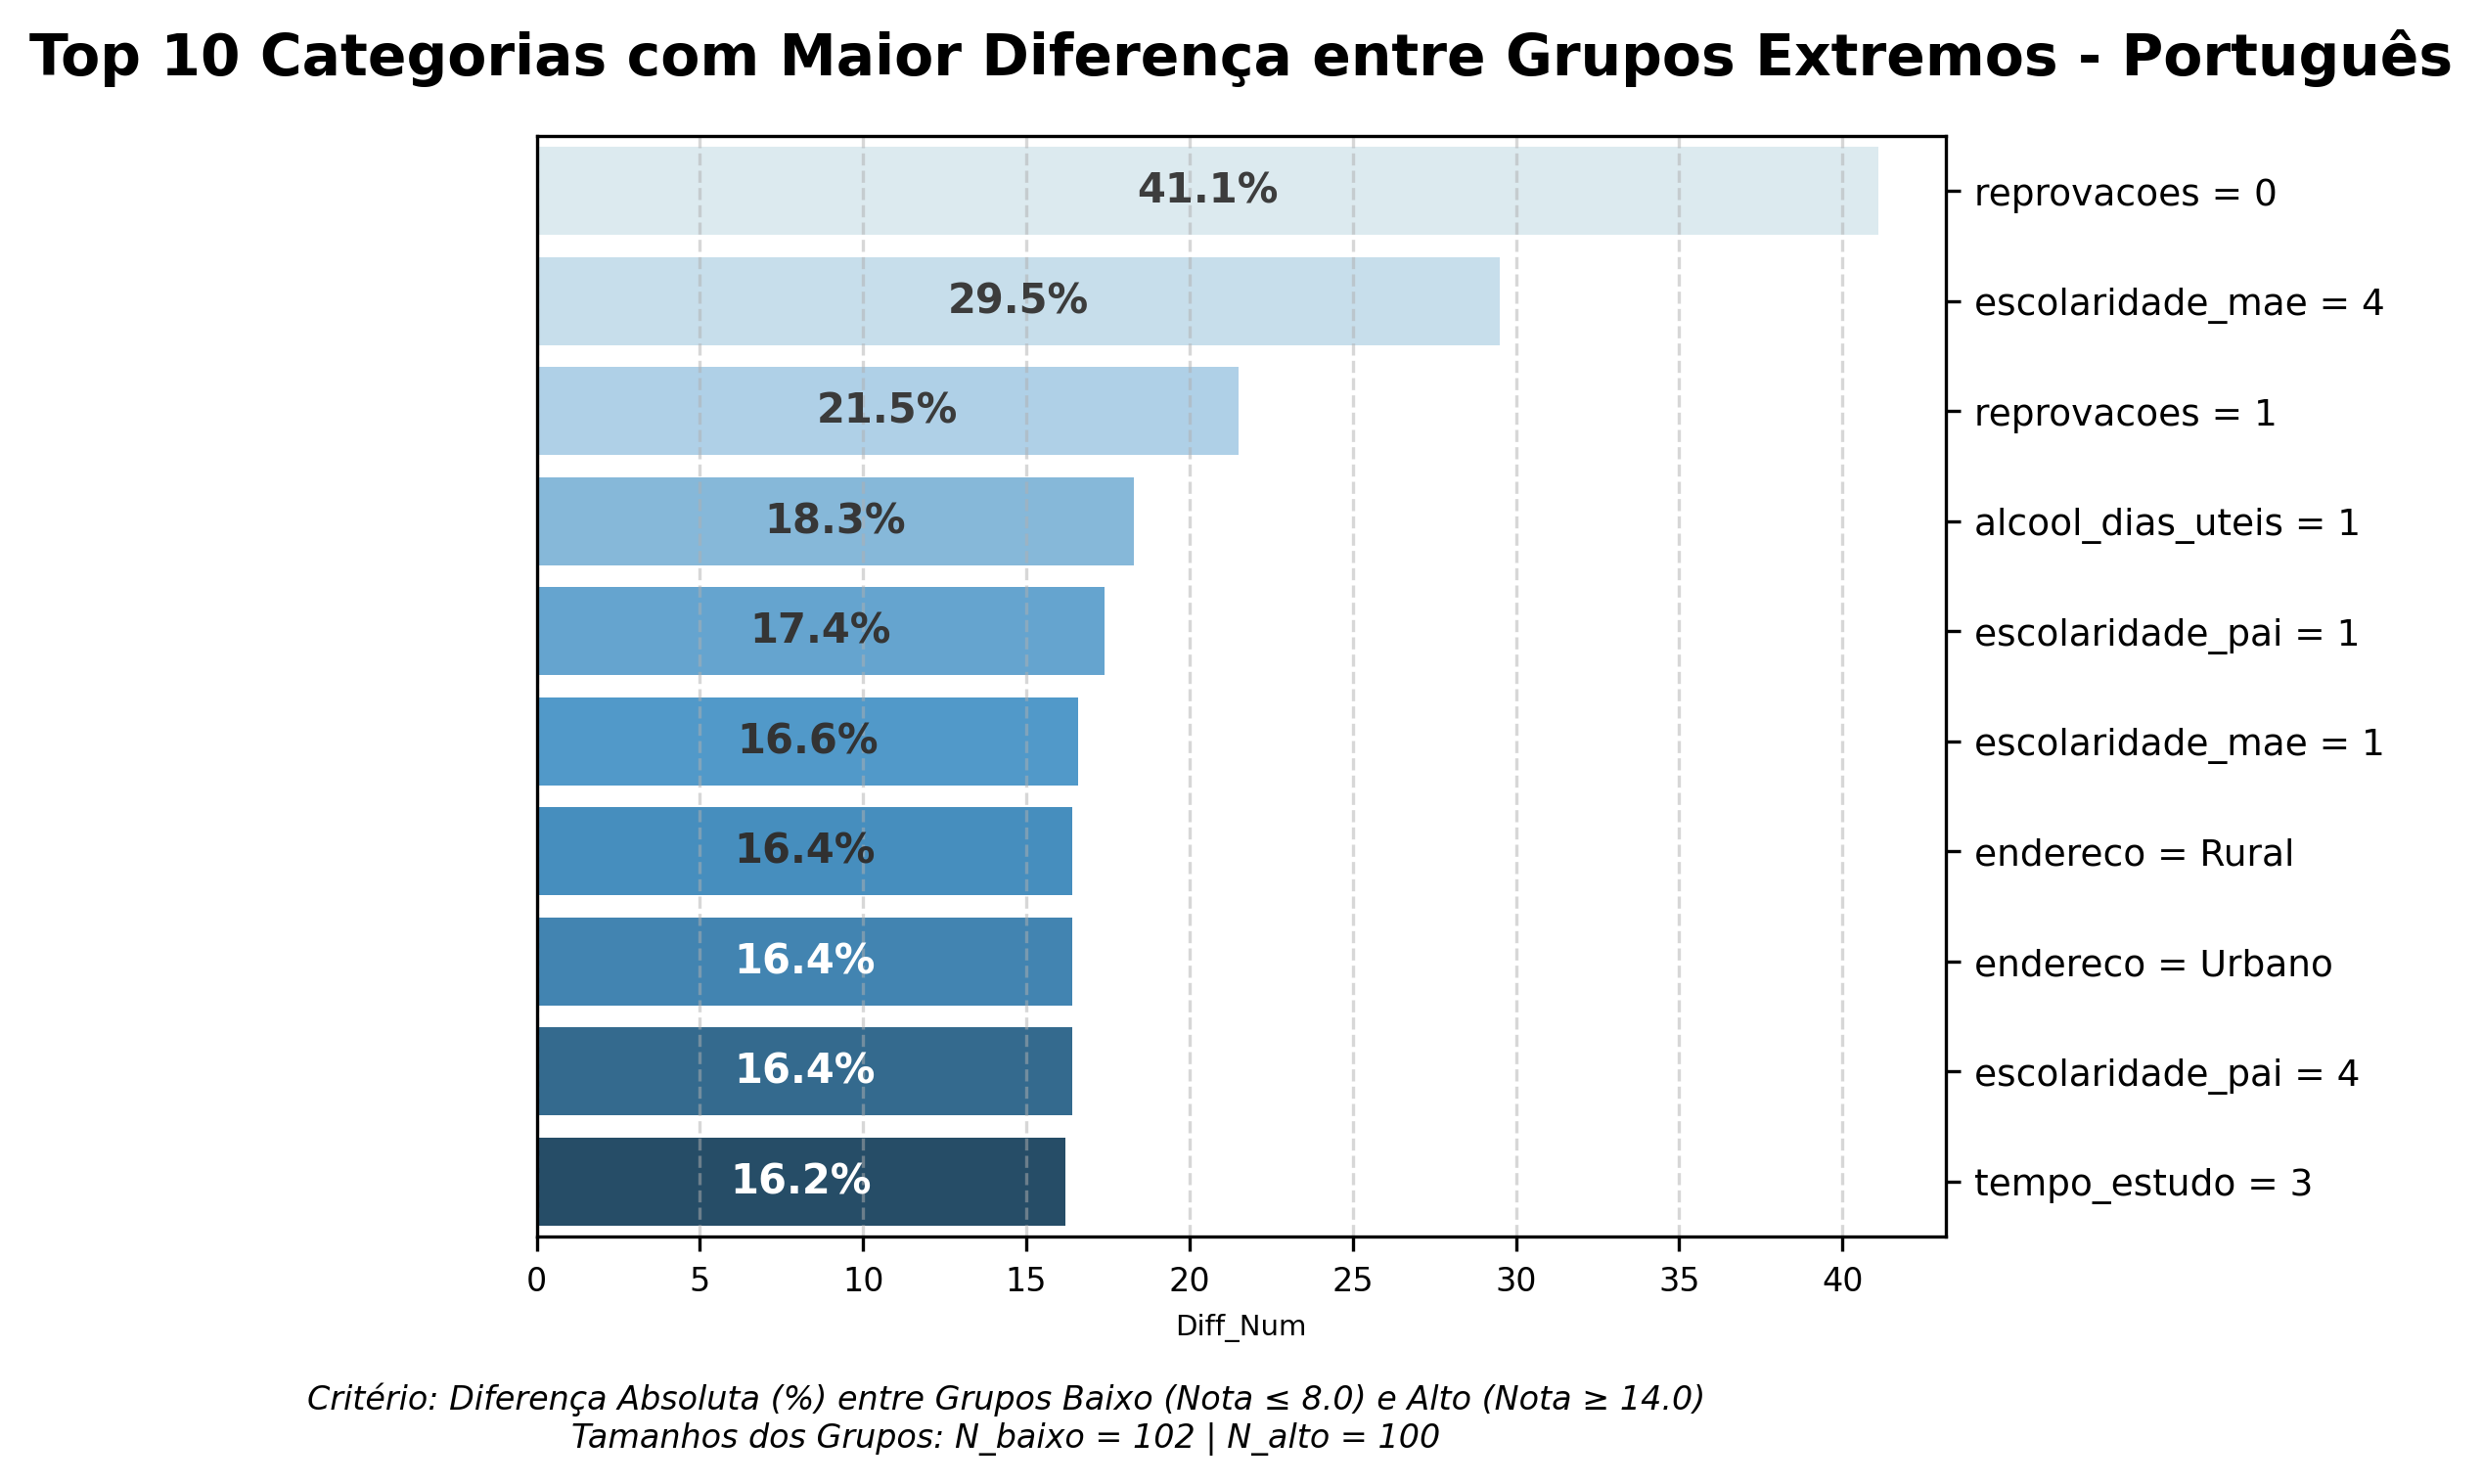 Top 10 Categorias com Maior Diferença entre Grupos Extremos - Português
41.1% reprovacoes = 0
29.5% escolaridade_mae = 4
21.5% reprovacoes = 1
18.3% alcool_dias_uteis = 1
17.4% escolaridade_pai = 1
16.6% escolaridade_mae = 1
16.4% endereco = Rural
16.4% endereco = Urbano
16.4% escolaridade_pai = 4
16.2% tempo_estudo = 3
0 5 10 15 20 25 30 35 40
Diff_Num
Critério: Diferença Absoluta (%) entre Grupos Baixo (Nota ≤ 8.0) e Alto (Nota ≥ 14.0)
Tamanhos dos Grupos: N_baixo = 102 | N_alto = 100